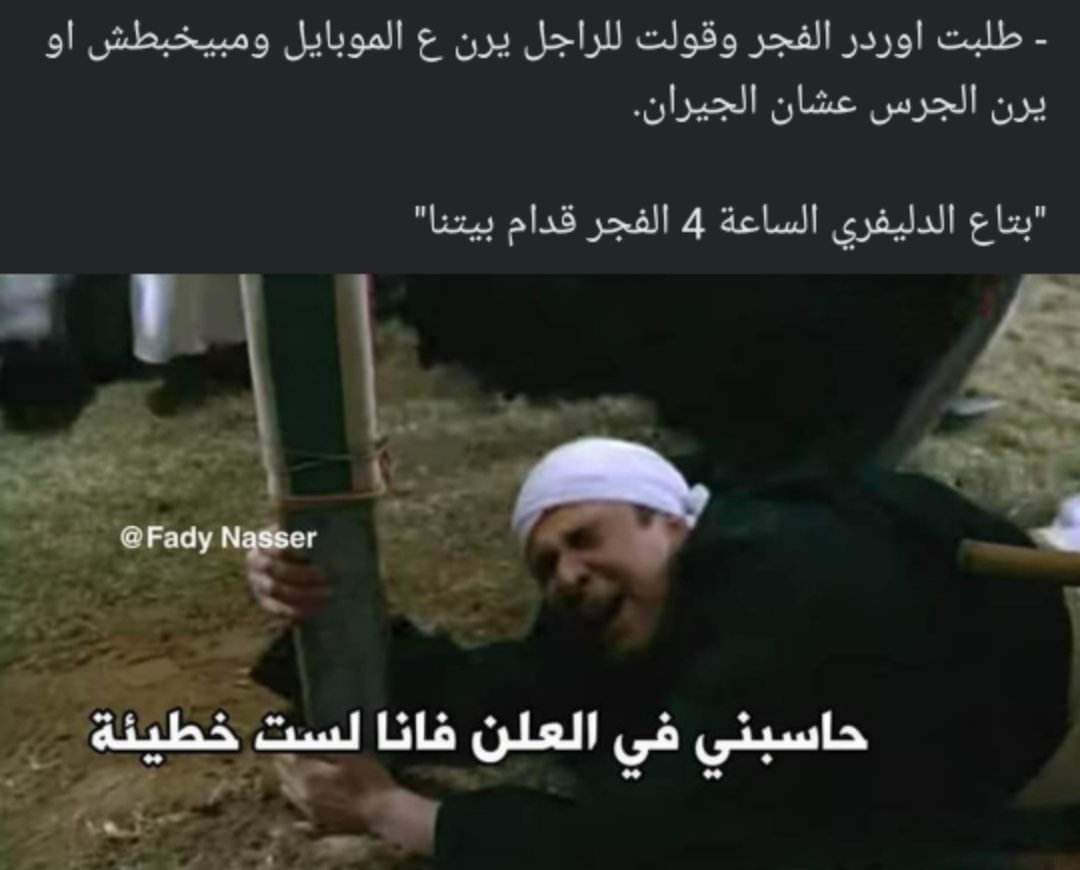 - طلبت اوردر الفجر وقولت للراجل يرن ع الموبايل ومبيخبطش او
يرن الجرس عشان الجيران.
"بتاع الدليفري الساعة 4 الفجر قدام بيتنا"
@Fady Nasser
حاسبني في العلن فانا لست خطيئة